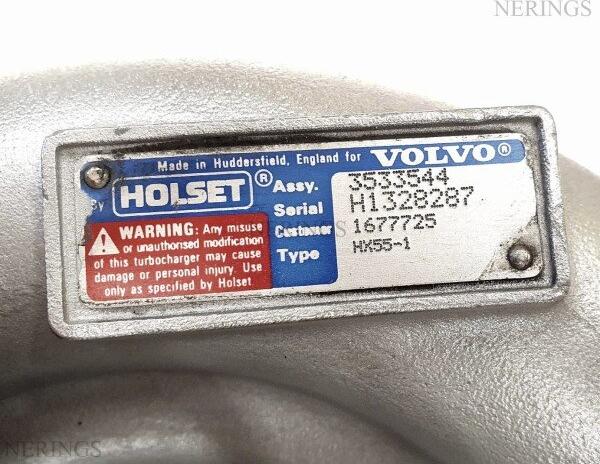 NERINGS
Made in Huddersfield, England for VOLVO®
by HOLSET®
Assy. 3533544
Serial H1328287
Customer 1677725
Type HX55-1
WARNING: Any misuse
or unauthorised modification
of this turbocharger may cause
damage or personal injury. Use
only as specified by Holset.
NERINGS
NERINGS